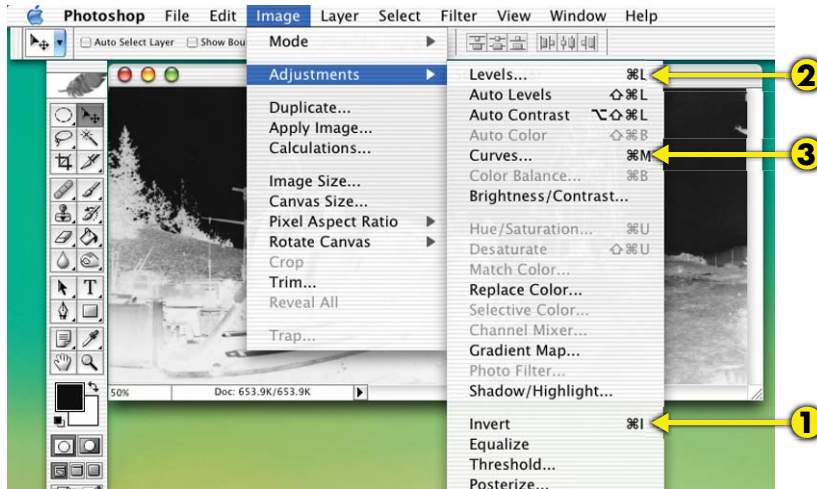 Photoshop File Edit Image Layer Select Filter View Window Help
Auto Select Layer Show Bou
Mode
Adjustments
Duplicate...
Apply Image...
Calculations...
Image Size...
Canvas Size...
Pixel Aspect Ratio
Rotate Canvas
Crop
Trim...
Reveal All
Trap...
Levels... ⌘L
Auto Levels ⇧⌘L
Auto Contrast ⌥⇧⌘L
Auto Color ⇧⌘B
Curves... ⌘M
Color Balance... ⌘B
Brightness/Contrast...
Hue/Saturation... ⌘U
Desaturate ⇧⌘U
Match Color...
Replace Color...
Selective Color...
Channel Mixer...
Gradient Map...
Photo Filter...
Shadow/Highlight...
Invert ⌘I
Equalize
Threshold...
Posterize...
2
3
1
T
50% Doc: 653.9K/653.9K